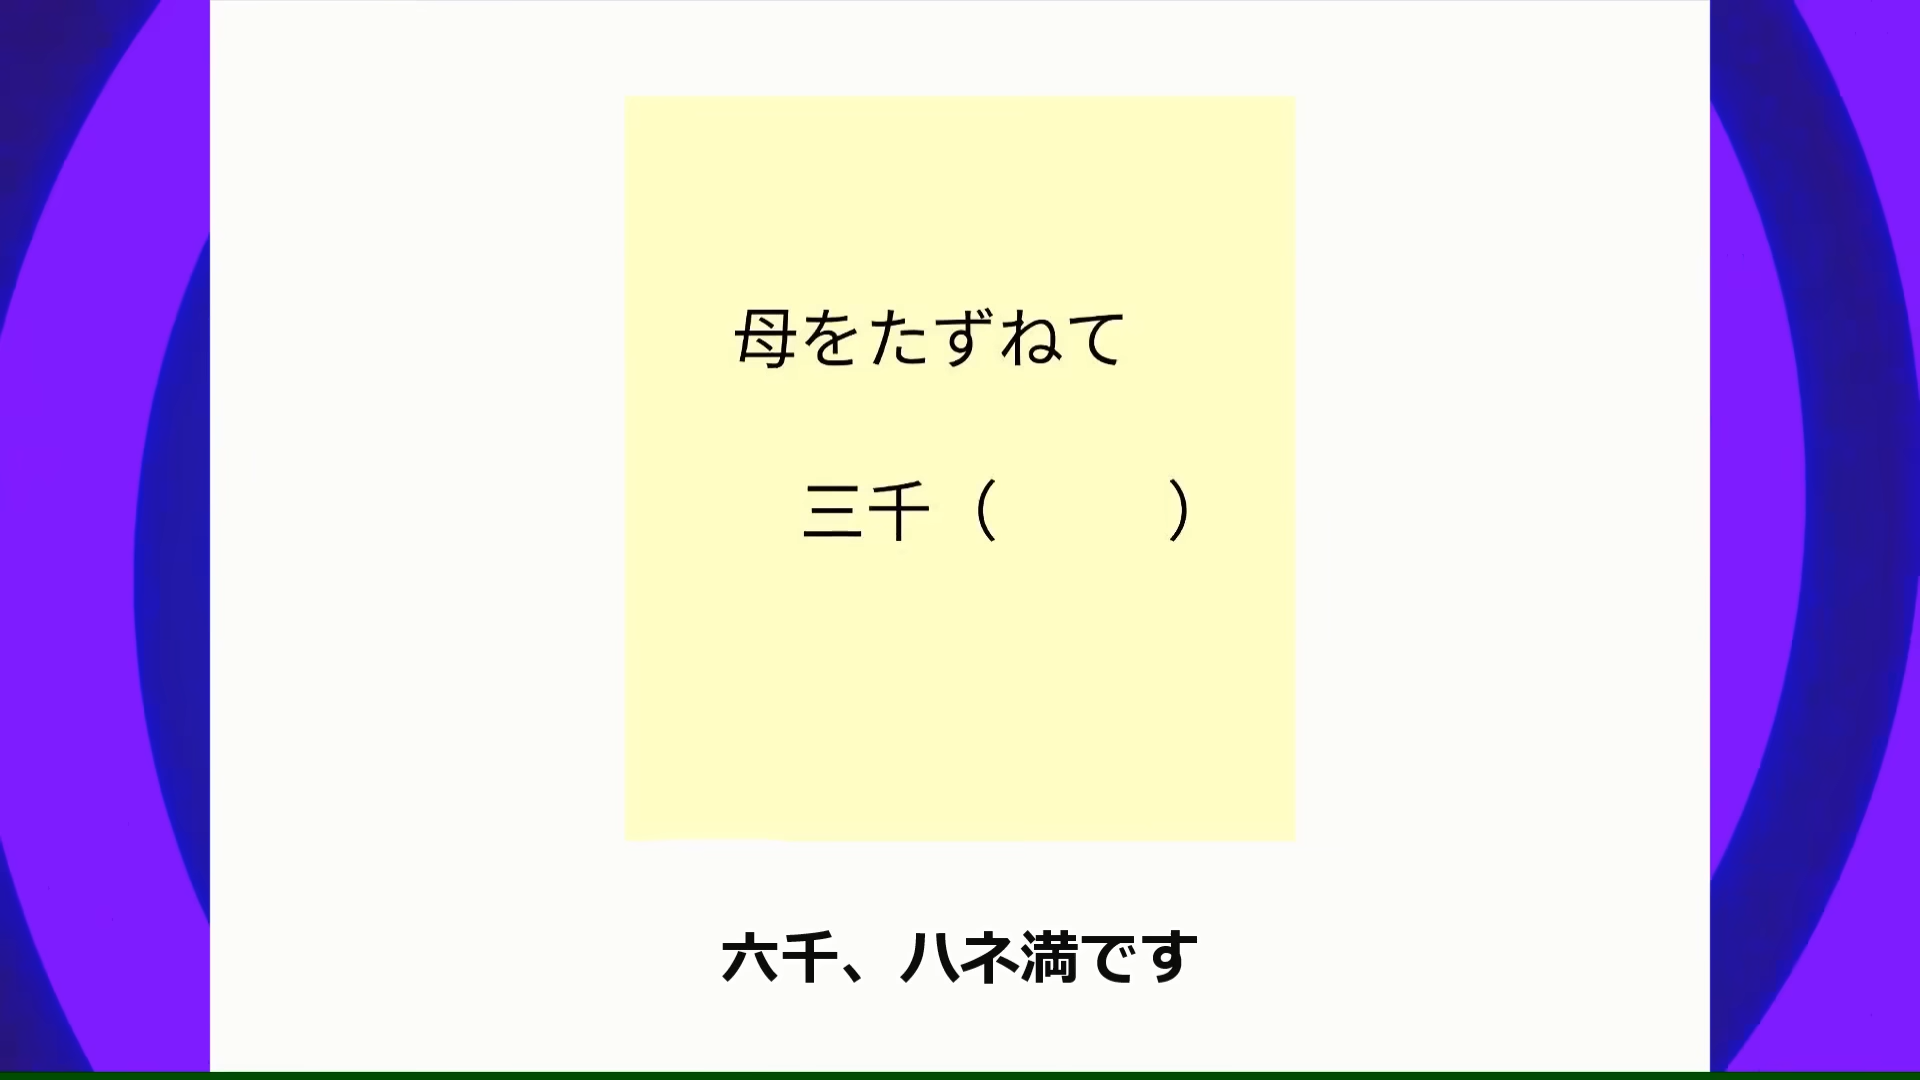 母をたずねて
三千（　　）
六千、ハネ満です